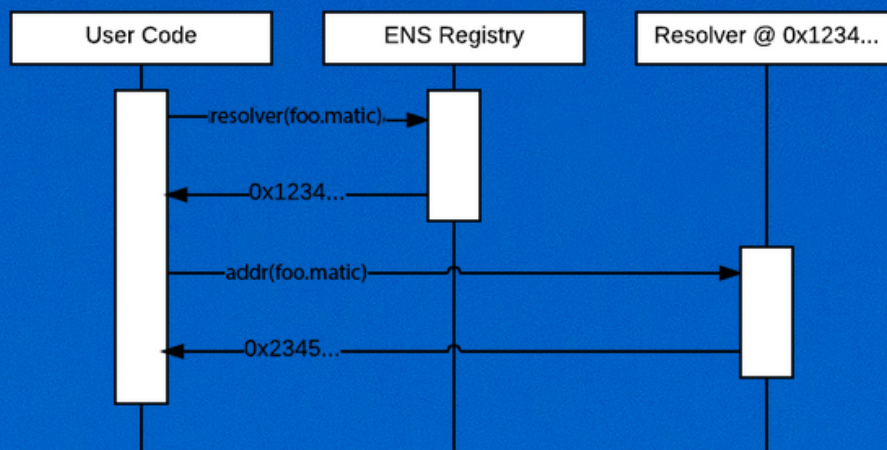 User Code
ENS Registry
Resolver @ 0x1234...
resolver(foo.matic)
0x1234...
addr(foo.matic)
0x2345...